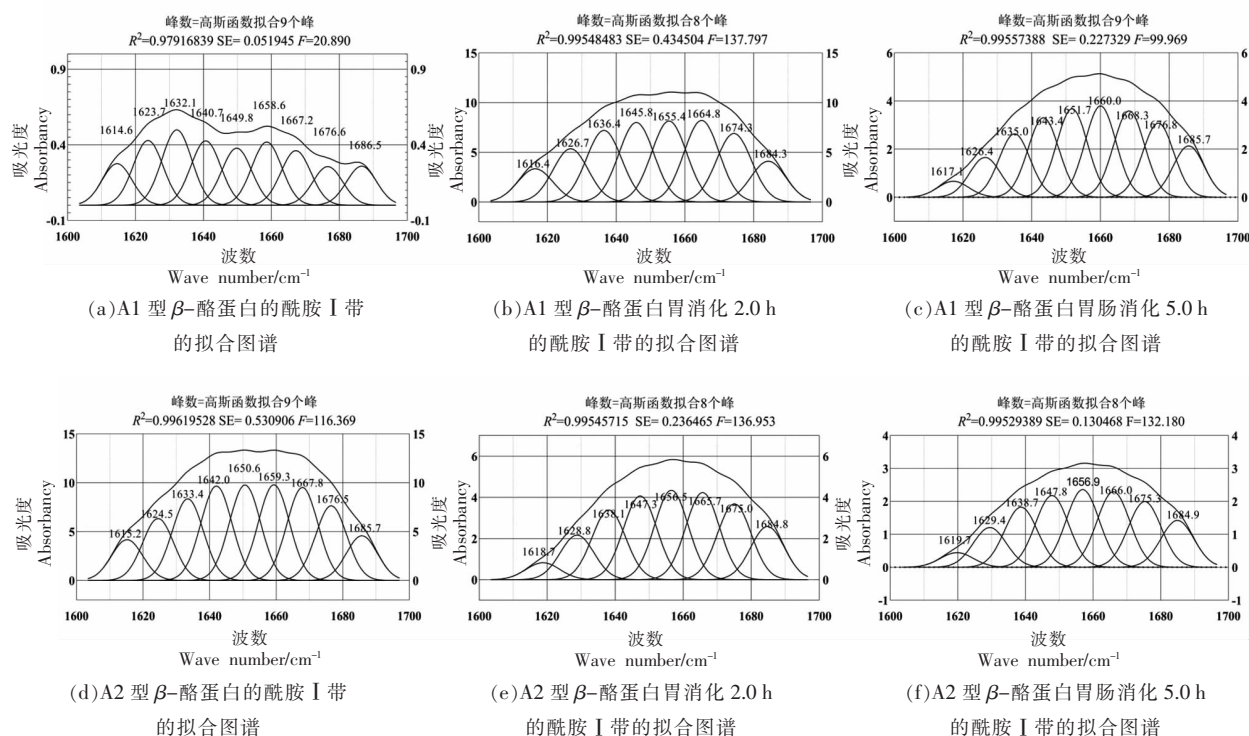 峰数=高斯函数拟合9个峰
R²=0.97916839 SE= 0.051945 F=20.890
0.9
0.4
-0.1
0.9
0.4
-0.1
吸光度
Absorbancy
1614.6
1623.7
1632.1
1640.7
1649.8
1658.6
1667.2
1676.6
1686.5
1600 1620 1640 1660 1680 1700
波数
Wave number/cm⁻¹
(a)A1 型 β-酪蛋白的酰胺 Ⅰ 带
的拟合图谱
峰数=高斯函数拟合8个峰
R²=0.99548483 SE= 0.434504 F=137.797
15
10
5
0
15
10
5
0
吸光度
Absorbancy
1616.4
1626.7
1636.4
1645.8
1655.4
1664.8
1674.3
1684.3
1600 1620 1640 1660 1680 1700
波数
Wave number/cm⁻¹
(b)A1 型 β-酪蛋白胃消化 2.0 h
的酰胺 Ⅰ 带的拟合图谱
峰数=高斯函数拟合9个峰
R²=0.99557388 SE= 0.227329 F=99.969
6
4
2
0
6
4
2
0
吸光度
Absorbancy
1617.1
1626.4
1635.0
1643.4
1651.7
1660.0
1668.3
1676.8
1685.7
1600 1620 1640 1660 1680 1700
波数
Wave number/cm⁻¹
(c)A1 型 β-酪蛋白胃肠消化 5.0 h
的酰胺 Ⅰ 带的拟合图谱
峰数=高斯函数拟合9个峰
R²=0.99619528 SE= 0.530906 F=116.369
15
10
5
0
15
10
5
0
吸光度
Absorbancy
1615.2
1624.5
1633.4
1642.0
1650.6
1659.3
1667.8
1676.5
1685.7
1600 1620 1640 1660 1680 1700
波数
Wave number/cm⁻¹
(d)A2 型 β-酪蛋白的酰胺 Ⅰ 带
的拟合图谱
峰数=高斯函数拟合8个峰
R²=0.99545715 SE= 0.236465 F=136.953
6
4
2
0
6
4
2
0
吸光度
Absorbancy
1618.7
1628.8
1638.1
1647.3
1656.5
1665.7
1675.0
1684.8
1600 1620 1640 1660 1680 1700
波数
Wave number/cm⁻¹
(e)A2 型 β-酪蛋白胃消化 2.0 h
的酰胺 Ⅰ 带的拟合图谱
峰数=高斯函数拟合8个峰
R²=0.99529389 SE= 0.130468 F=132.180
4
3
2
1
0
-1
4
3
2
1
0
-1
吸光度
Absorbancy
1619.7
1629.4
1638.7
1647.8
1656.9
1666.0
1675.3
1684.9
1600 1620 1640 1660 1680 1700
波数
Wave number/cm⁻¹
(f)A2 型 β-酪蛋白胃肠消化 5.0 h
的酰胺 Ⅰ 带的拟合图谱